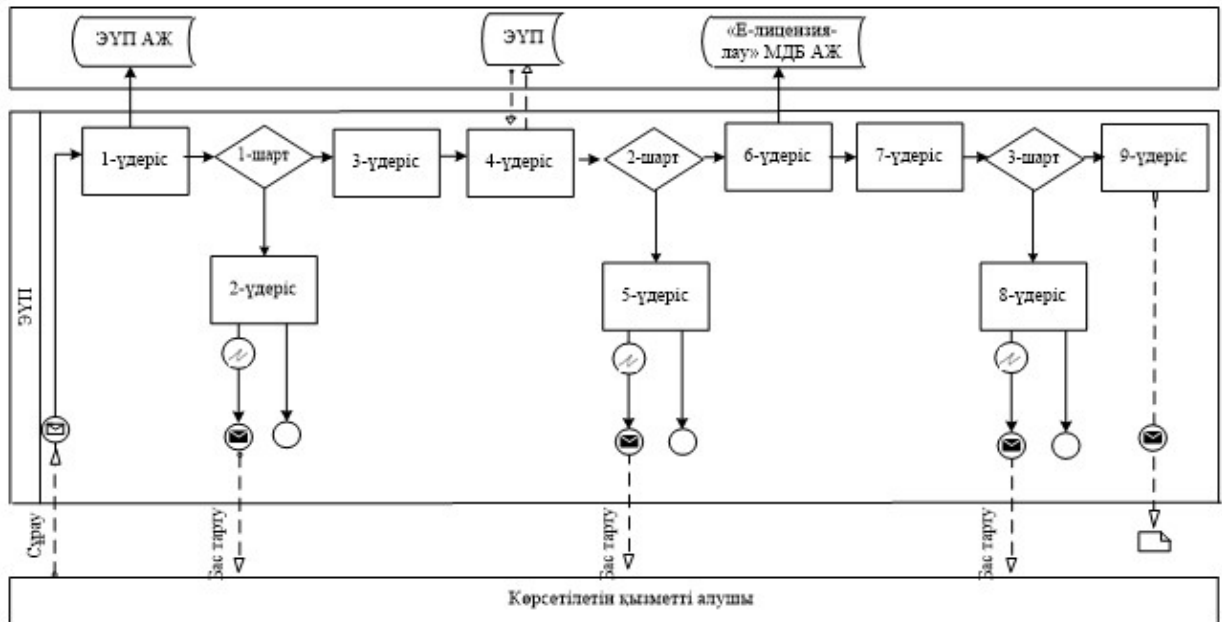 ЭҮП АЖ
ЭҮП
«Е-лицензия-
лау» МДБ АЖ
ЭҮП
1-үдеріс
1-шарт
3-үдеріс
4-үдеріс
2-шарт
6-үдеріс
7-үдеріс
3-шарт
9-үдеріс
2-үдеріс
5-үдеріс
8-үдеріс
Сұрау
Бас тарту
Бас тарту
Бас тарту
Көрсетілетін қызметті алушы